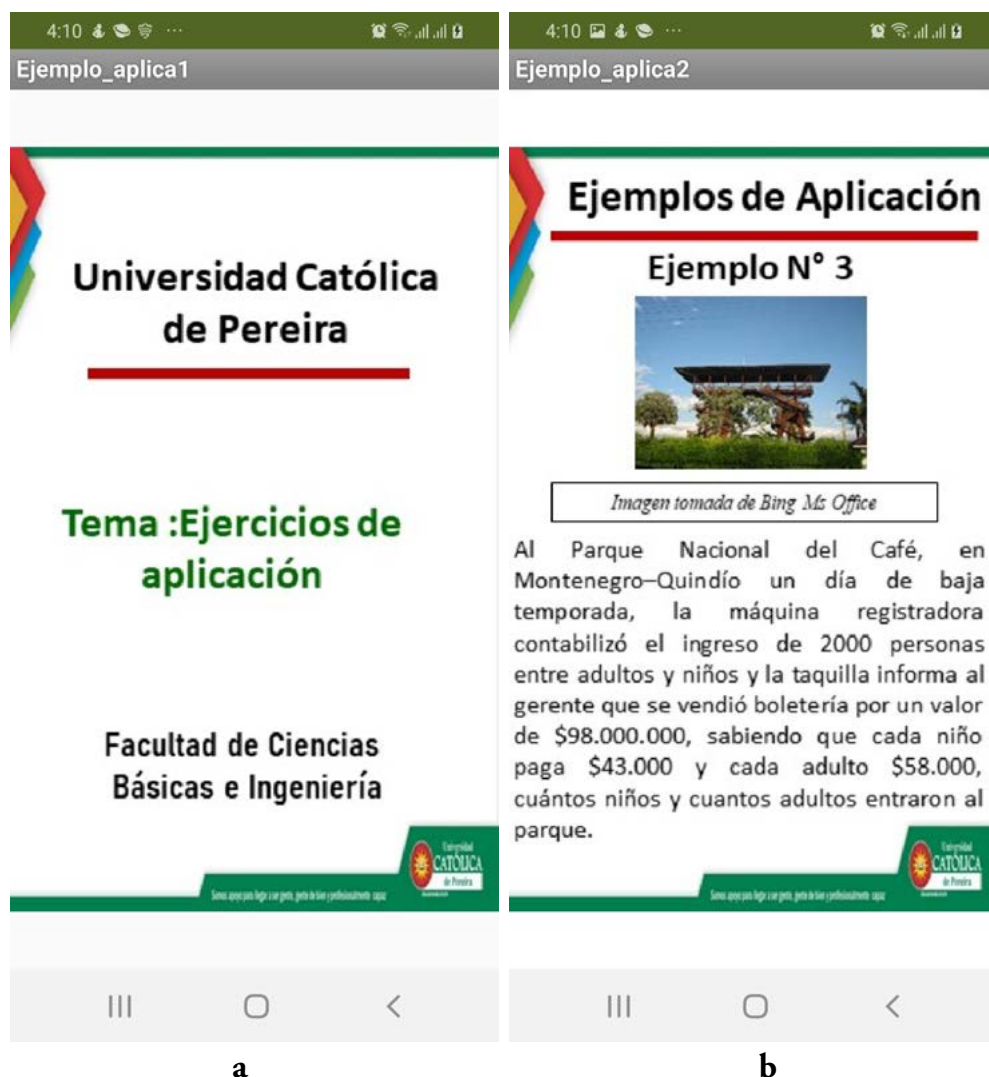 4:10
Ejemplo_aplica1
Universidad Católica
de Pereira
Tema :Ejercicios de
aplicación
Facultad de Ciencias
Básicas e Ingeniería
Universidad
CATÓLICA
de Pereira
a
4:10
Ejemplo_aplica2
Ejemplos de Aplicación
Ejemplo N° 3
Imagen tomada de Bing Ms Office
Al Parque Nacional del Café, en
Montenegro–Quindío un día de baja
temporada, la máquina registradora
contabilizó el ingreso de 2000 personas
entre adultos y niños y la taquilla informa al
gerente que se vendió boletería por un valor
de $98.000.000, sabiendo que cada niño
paga $43.000 y cada adulto $58.000,
cuántos niños y cuantos adultos entraron al
parque.
Universidad
CATÓLICA
de Pereira
b